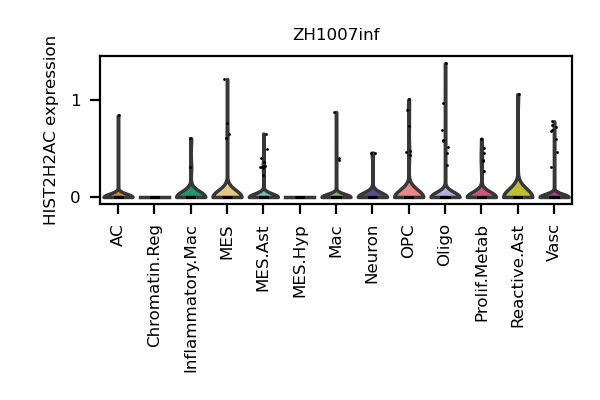 ZH1007inf
HIST2H2AC expression
1
0
AC
Chromatin.Reg
Inflammatory.Mac
MES
MES.Ast
MES.Hyp
Mac
Neuron
OPC
Oligo
Prolif.Metab
Reactive.Ast
Vasc